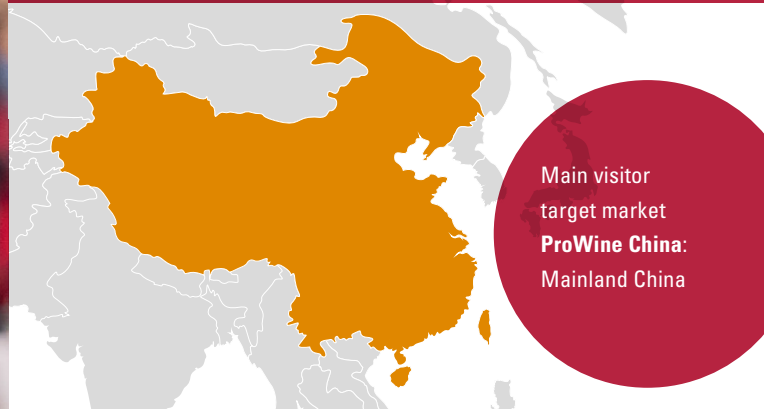 Main visitor
target market
ProWine China:
Mainland China